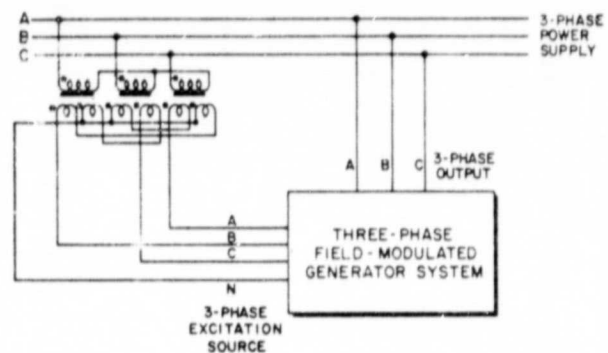 A
3-PHASE
B
POWER
C
SUPPLY
A
B
C
3-PHASE
OUTPUT
A
B
C
N
THREE-PHASE
FIELD-MODULATED
GENERATOR SYSTEM
3-PHASE
EXCITATION
SOURCE